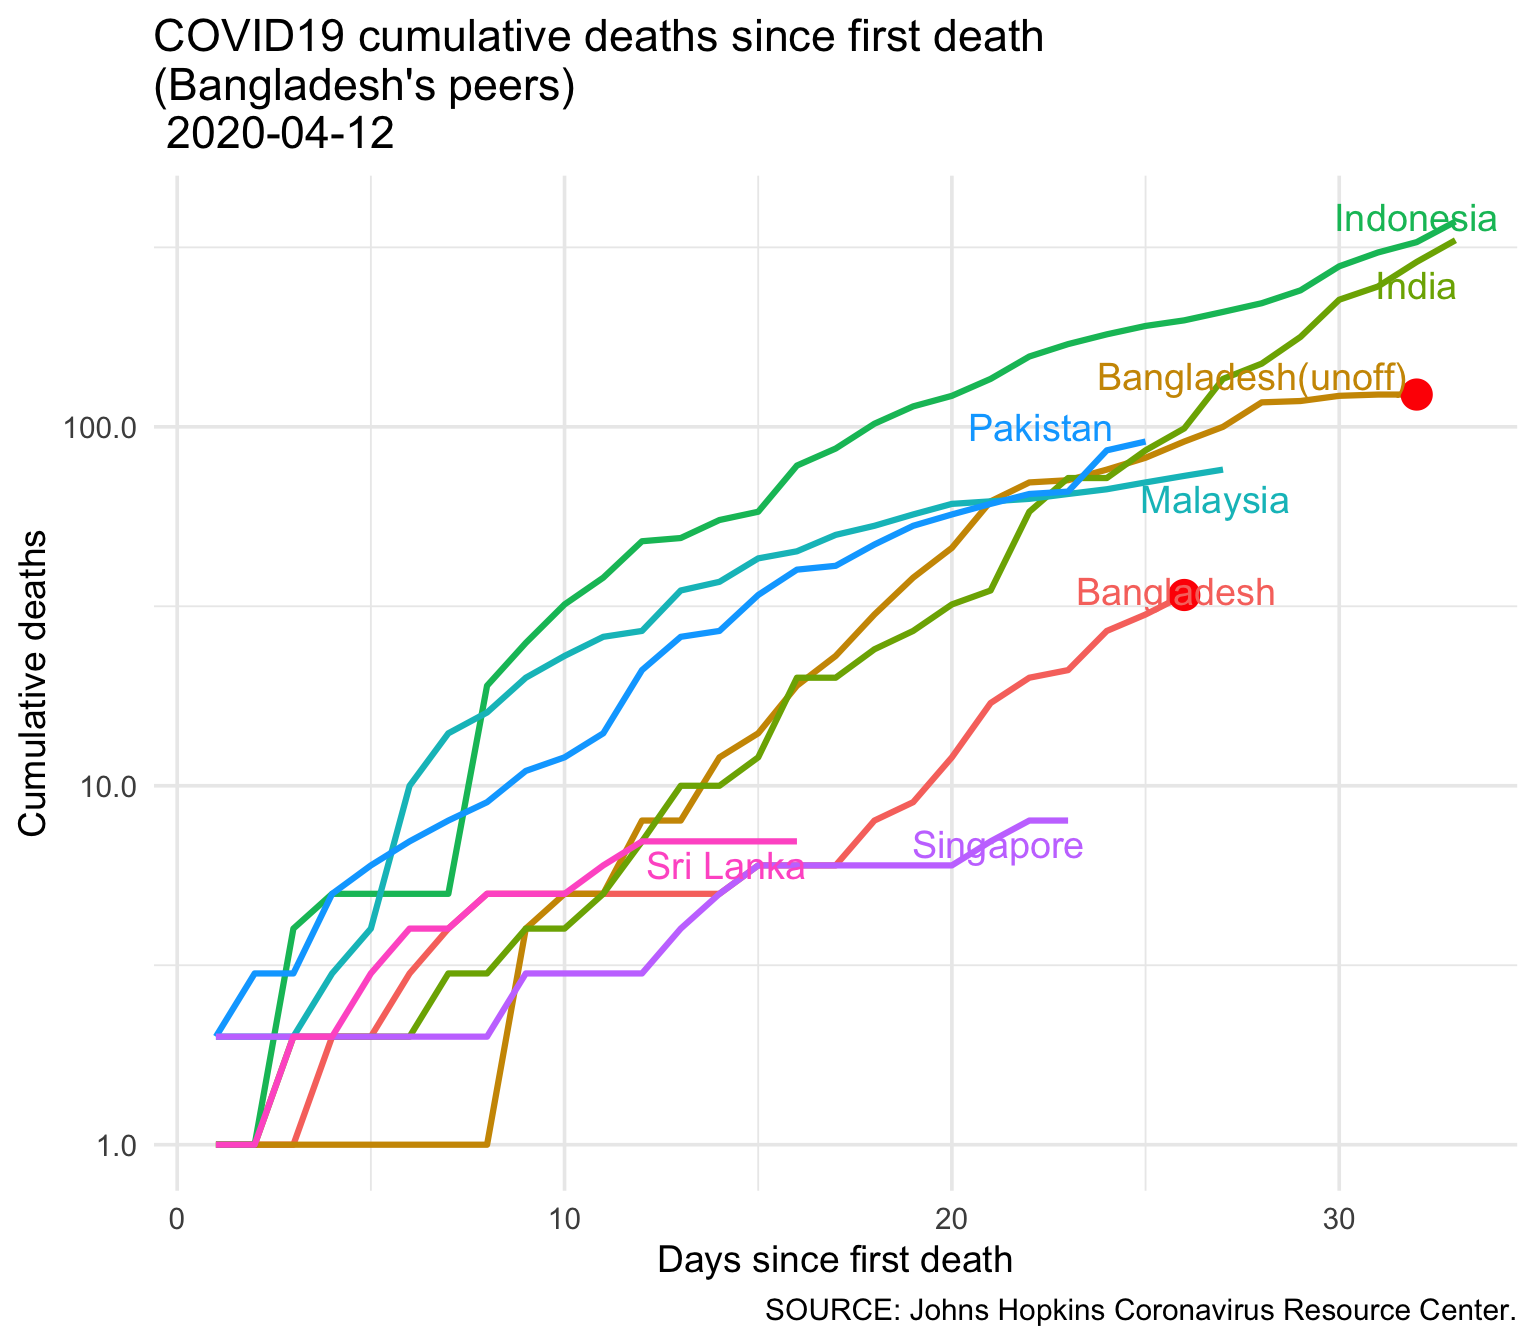 COVID19 cumulative deaths since first death
(Bangladesh's peers)
2020-04-12
Indonesia
India
Bangladesh(unoff)
100.0
Pakistan
Malaysia
Bangladesh
Cumulative deaths
10.0
Singapore
Sri Lanka
1.0
0 10 20 30
Days since first death
SOURCE: Johns Hopkins Coronavirus Resource Center.